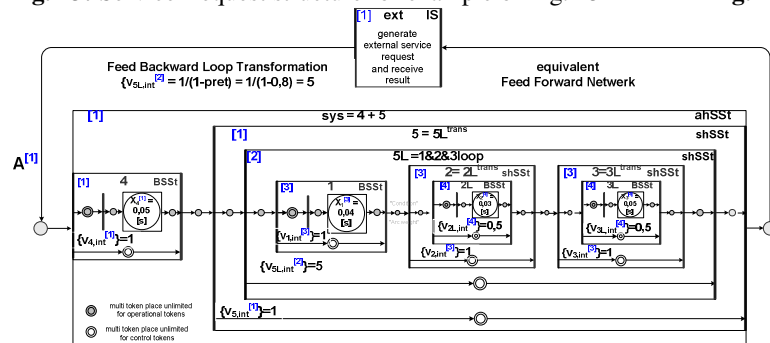 [1] ext IS
generate
external service
request
and receive
result
Feed Backward Loop Transformation
{v5L,int[2] = 1/(1-pret) = 1/(1-0,8) = 5
equivalent
Feed Forward Netwerk
A[1]
[1] sys = 4 + 5 ahSSt
[1] 5 = 5Ltrans shSSt
[2] 5L =1&2&3loop shSSt
[1] 4 BSSt
[1] =
0,05
[s]
{v4,int[1]}=1
[3] 1 BSSt
0,04
[s]
{v1,int[3]}=1
{v5L,int[2]}=5
[3] 2= 2Ltrans shSSt
[4] 2L BSSt
0,03
[s]
{v2L,int[4]}=0,5
{v2,int[3]}=1
[3] 3=3Ltrans shSSt
[4] 3L BSSt
0,05
[s]
{v3L,int[4]}=0,5
{v3,int[3]}=1
{v5,int[1]}=1
multi token place unlimited
for operational tokens
multi token place unlimited
for control tokens